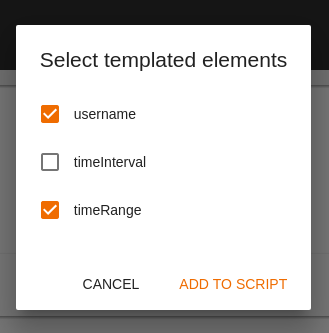 Select templated elements
username
timeInterval
timeRange
CANCEL ADD TO SCRIPT